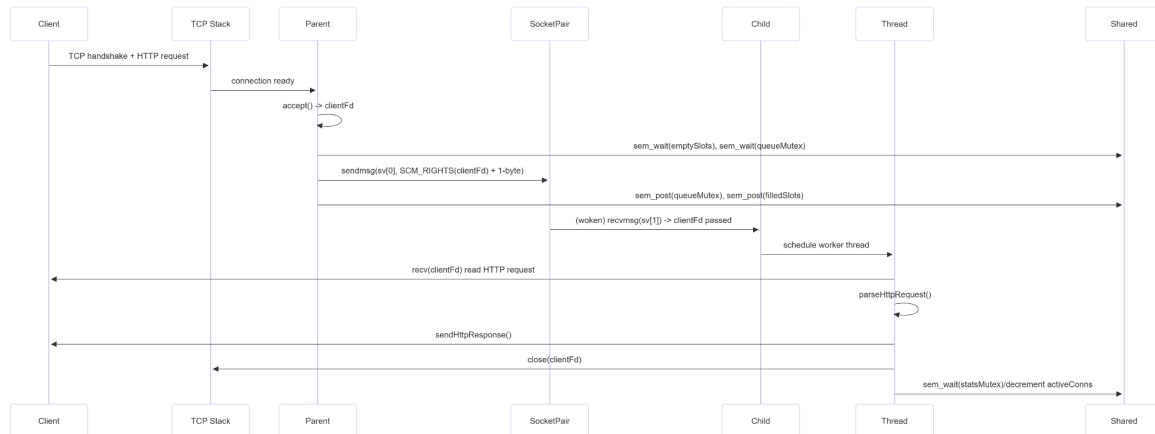 Client
TCP Stack
Parent
SocketPair
Child
Thread
Shared
TCP handshake + HTTP request
connection ready
accept() -> clientFd
sem_wait(emptySlots), sem_wait(queueMutex)
sendmsg(sv[0], SCM_RIGHTS(clientFd) + 1-byte)
sem_post(queueMutex), sem_post(filledSlots)
(woken) recvmsg(sv[1]) -> clientFd passed
schedule worker thread
recv(clientFd) read HTTP request
parseHttpRequest()
sendHttpResponse()
close(clientFd)
sem_wait(statsMutex)/decrement activeConns
Client
TCP Stack
Parent
SocketPair
Child
Thread
Shared